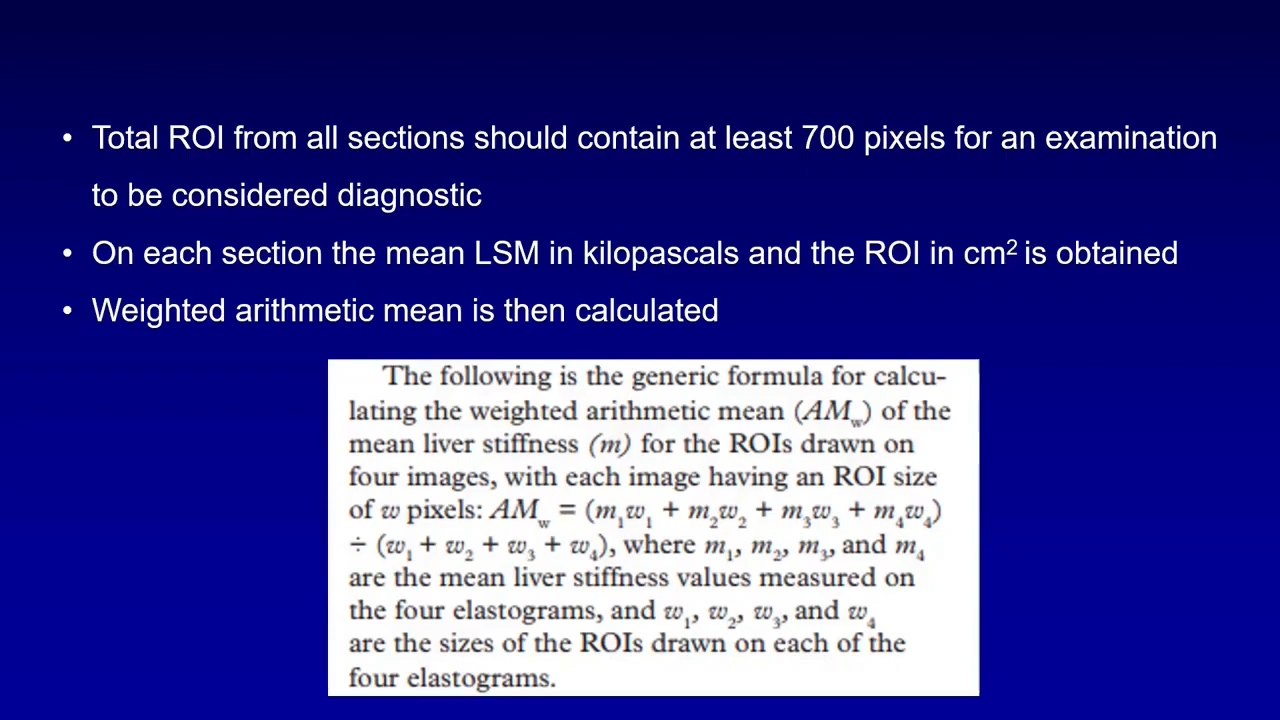 • Total ROI from all sections should contain at least 700 pixels for an examination
to be considered diagnostic
• On each section the mean LSM in kilopascals and the ROI in cm² is obtained
• Weighted arithmetic mean is then calculated
The following is the generic formula for calcu-
lating the weighted arithmetic mean (AM_w) of the
mean liver stiffness (m) for the ROIs drawn on
four images, with each image having an ROI size
of w pixels: AM_w = (m₁w₁ + m₂w₂ + m₃w₃ + m₄w₄)
÷ (w₁ + w₂ + w₃ + w₄), where m₁, m₂, m₃, and m₄
are the mean liver stiffness values measured on
the four elastograms, and w₁, w₂, w₃, and w₄
are the sizes of the ROIs drawn on each of the
four elastograms.